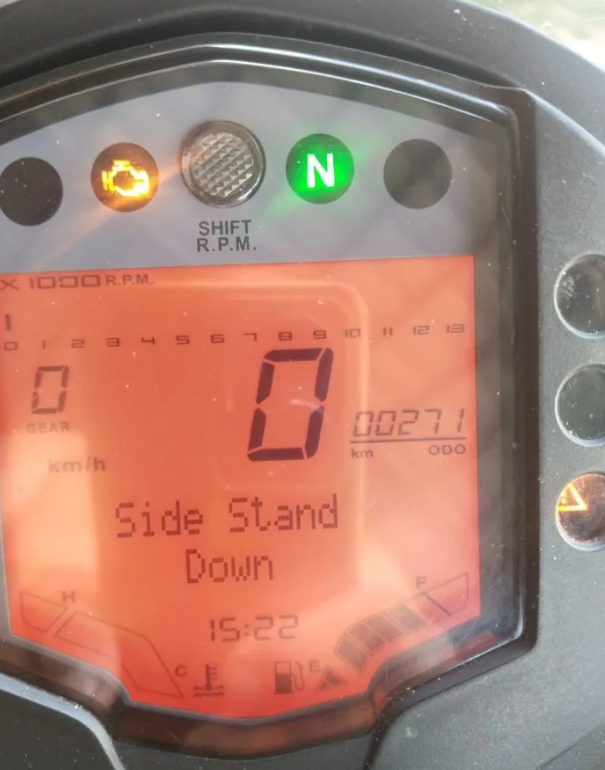 N
SHIFT
R.P.M.
X 1000 R.P.M.
0 1 2 3 4 5 6 7 8 9 10 11 12 13
0
GEAR
0
00271
km ODO
km/h
Side Stand
Down
H
F
15:22
C
E